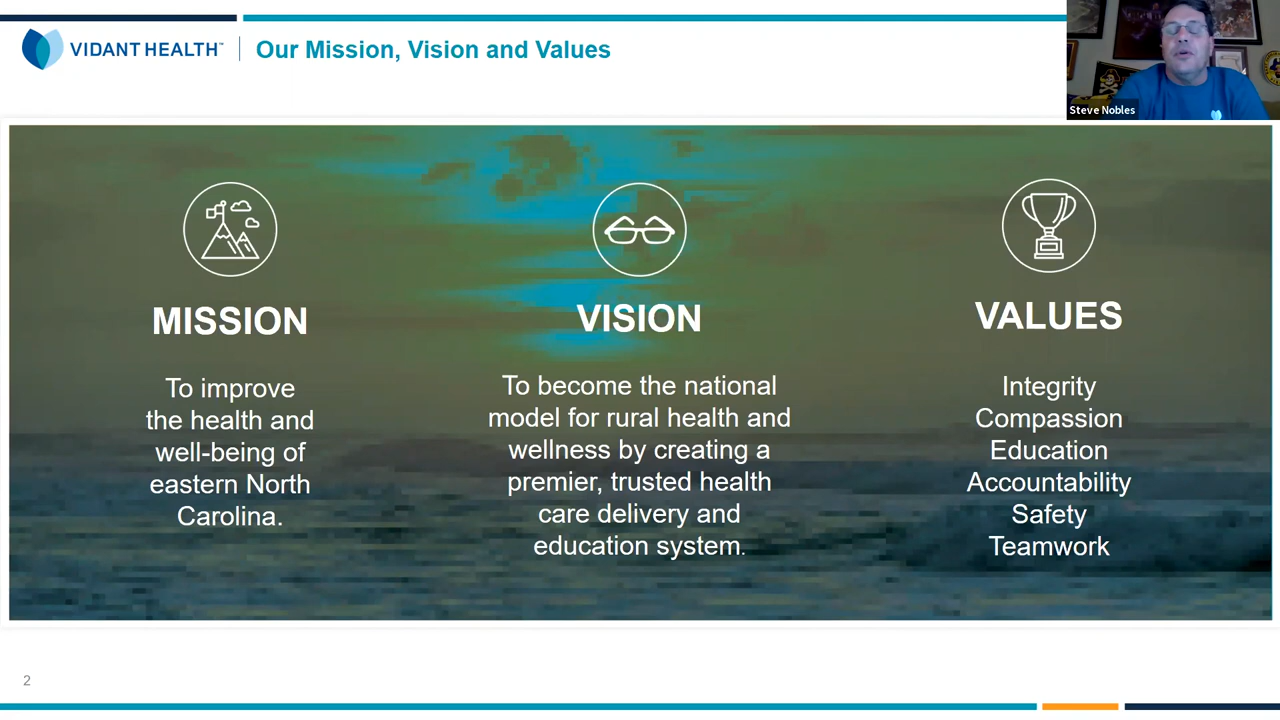 VIDANT HEALTH™
Our Mission, Vision and Values
Steve Nobles
MISSION
To improve
the health and
well-being of
eastern North
Carolina.
VISION
To become the national
model for rural health and
wellness by creating a
premier, trusted health
care delivery and
education system.
VALUES
Integrity
Compassion
Education
Accountability
Safety
Teamwork
2